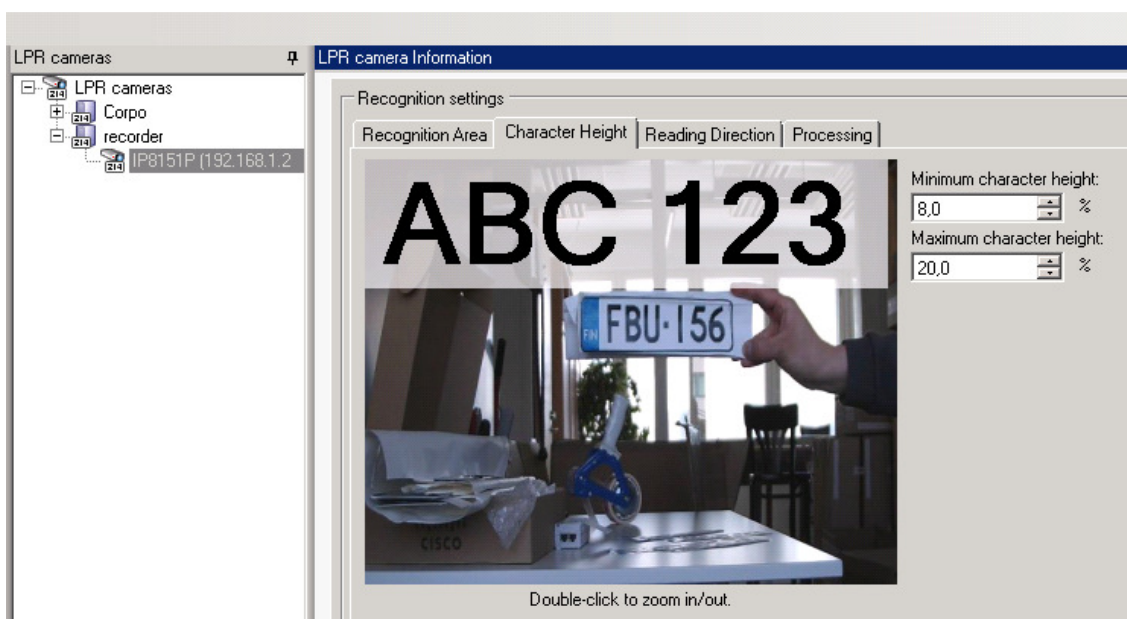 LPR cameras
LPR camera Information
LPR cameras
Corpo
recorder
IP8151P (192.168.1.2
Recognition settings
Recognition Area
Character Height
Reading Direction
Processing
ABC 123
FIN FBU-156
CISCO
Minimum character height:
8,0 %
Maximum character height:
20,0 %
Double-click to zoom in/out.